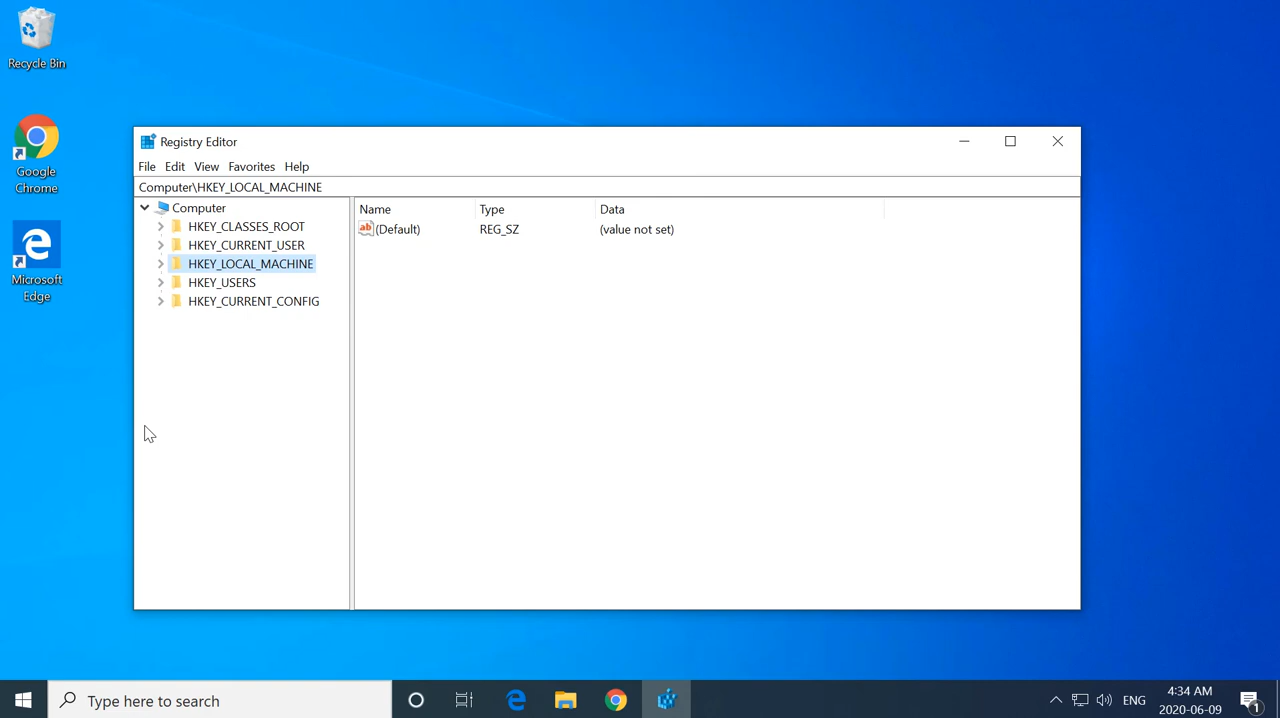 Recycle Bin
Google
Chrome
Microsoft
Edge
Registry Editor
File Edit View Favorites Help
Computer\HKEY_LOCAL_MACHINE
Computer
HKEY_CLASSES_ROOT
HKEY_CURRENT_USER
HKEY_LOCAL_MACHINE
HKEY_USERS
HKEY_CURRENT_CONFIG
Name Type Data
ab (Default) REG_SZ (value not set)
Type here to search
ENG
4:34 AM
2020-06-09
1